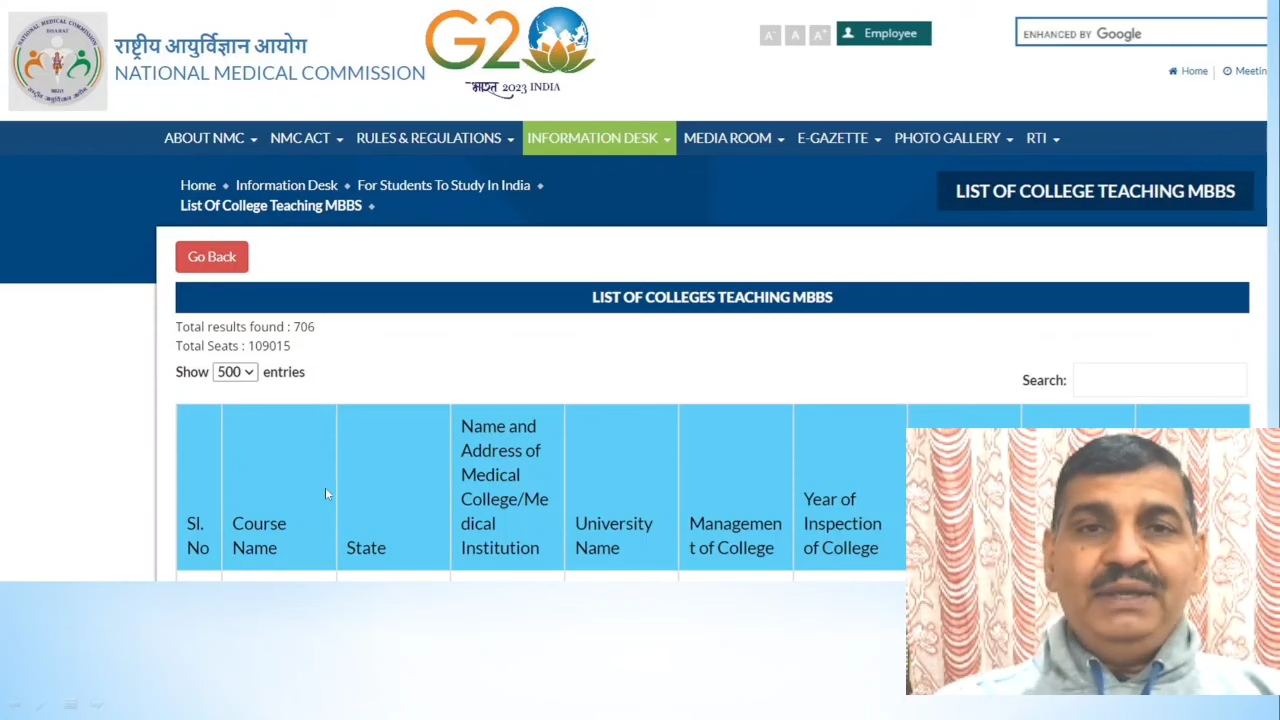 राष्ट्रीय आयुर्विज्ञान आयोग
NATIONAL MEDICAL COMMISSION
G20
भारत 2023 INDIA
A- A A+
Employee
ENHANCED BY Google
Home
Meetin
ABOUT NMC NMC ACT RULES & REGULATIONS INFORMATION DESK MEDIA ROOM E-GAZETTE PHOTO GALLERY RTI
Home Information Desk For Students To Study In India
List Of College Teaching MBBS
LIST OF COLLEGE TEACHING MBBS
Go Back
LIST OF COLLEGES TEACHING MBBS
Total results found : 706
Total Seats : 109015
Show 500 entries
Search:
Sl.
No
Course
Name
State
Name and
Address of
Medical
College/Me
dical
Institution
University
Name
Managemen
t of College
Year of
Inspection
of College